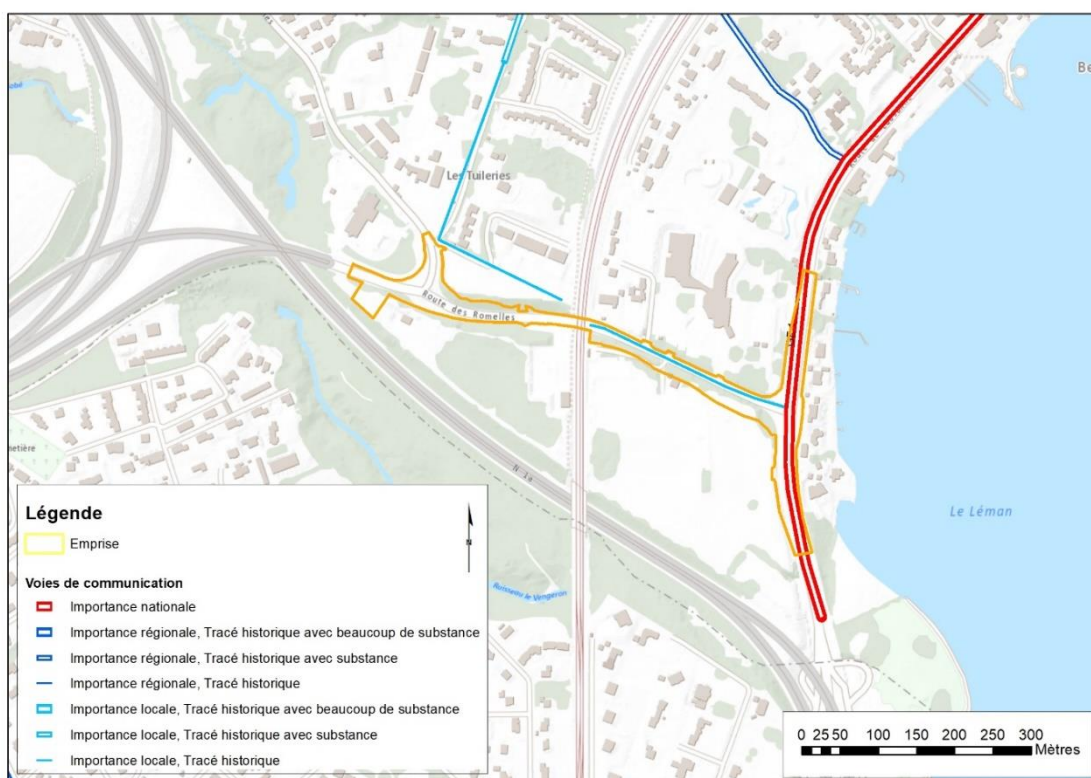 Be
Les Tuileries
Route des Romelles
metière
N 1a
Le Léman
Ruisseau le Vengeron
Légende
Emprise
Voies de communication
Importance nationale
Importance régionale, Tracé historique avec beaucoup de substance
Importance régionale, Tracé historique avec substance
Importance régionale, Tracé historique
Importance locale, Tracé historique avec beaucoup de substance
Importance locale, Tracé historique avec substance
Importance locale, Tracé historique
N
0 25 50 100 150 200 250 300
Mètres